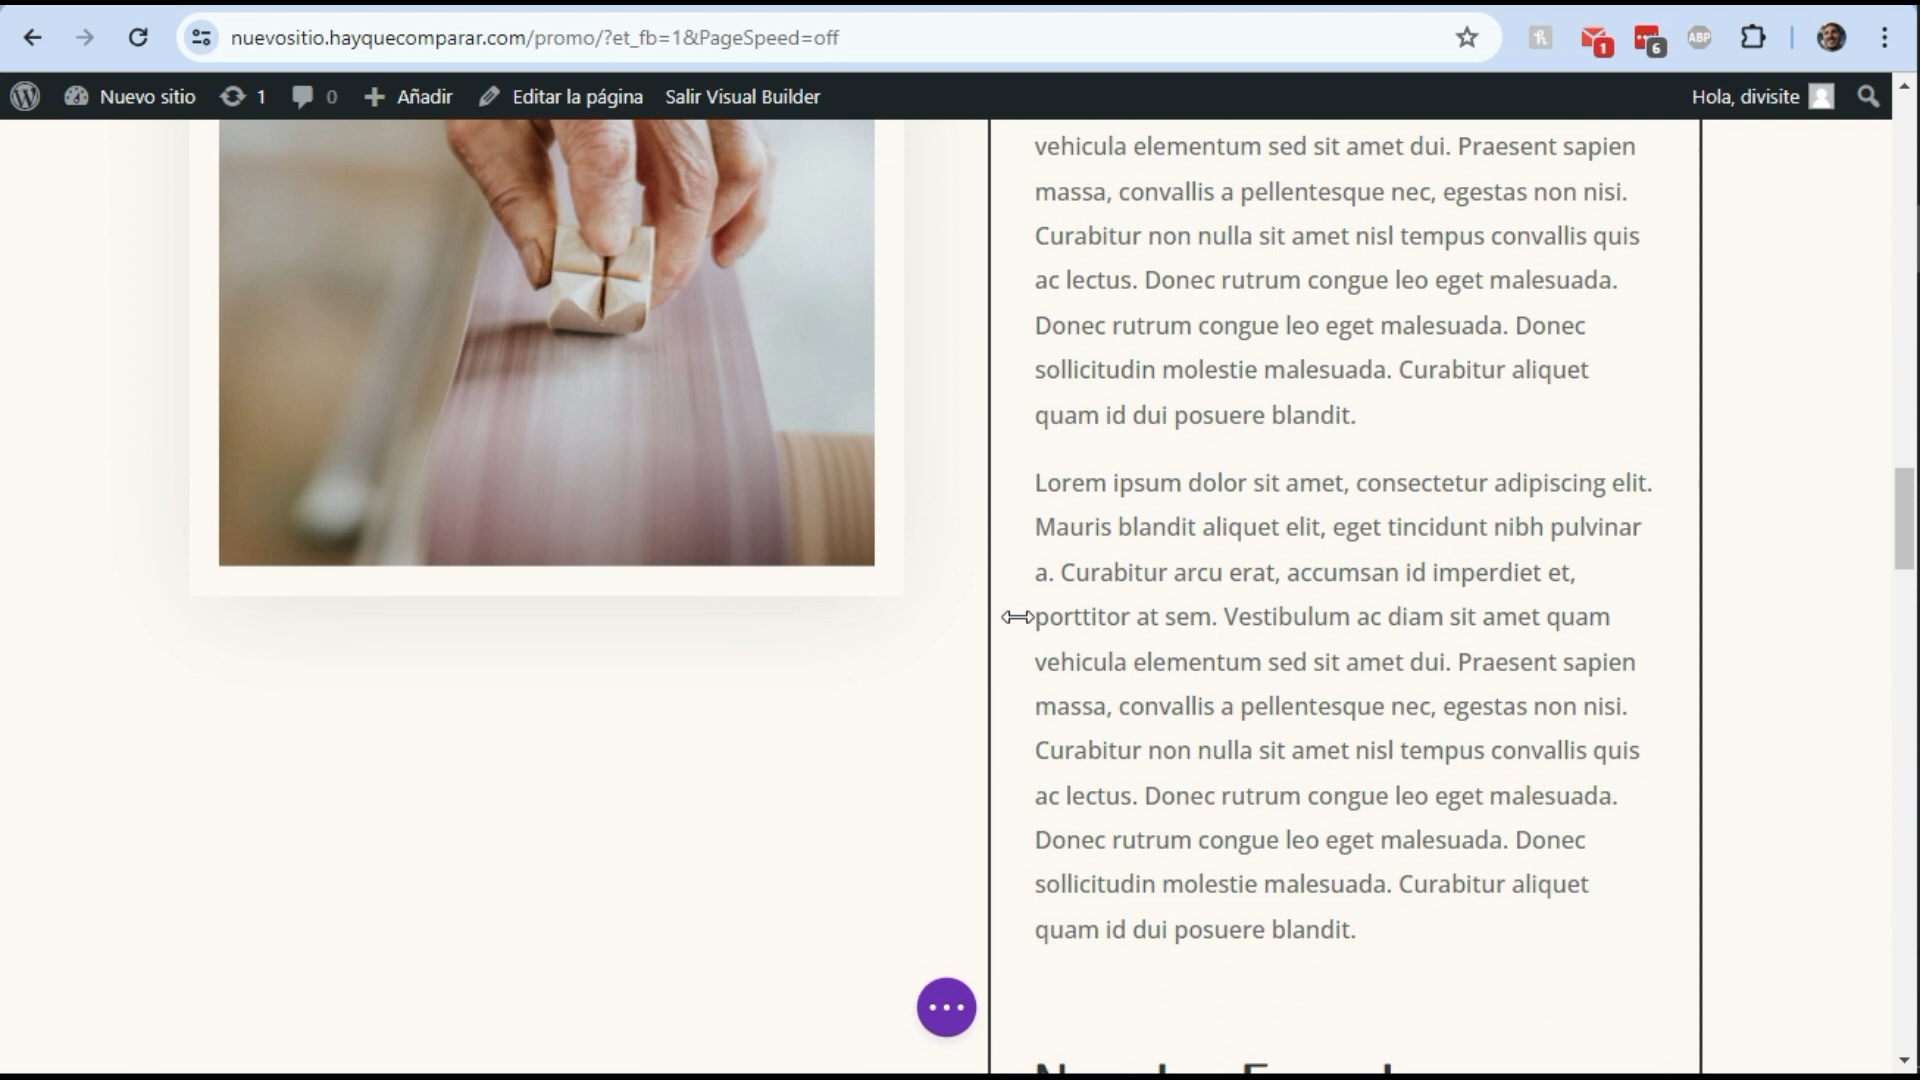 nuevositio.hayquecomparar.com/promo/?et_fb=1&PageSpeed=off
1
6
ABP
Nuevo sitio
1
0
Añadir
Editar la página
Salir Visual Builder
Hola, divisite
vehicula elementum sed sit amet dui. Praesent sapien
massa, convallis a pellentesque nec, egestas non nisi.
Curabitur non nulla sit amet nisl tempus convallis quis
ac lectus. Donec rutrum congue leo eget malesuada.
Donec rutrum congue leo eget malesuada. Donec
sollicitudin molestie malesuada. Curabitur aliquet
quam id dui posuere blandit.
Lorem ipsum dolor sit amet, consectetur adipiscing elit.
Mauris blandit aliquet elit, eget tincidunt nibh pulvinar
a. Curabitur arcu erat, accumsan id imperdiet et,
porttitor at sem. Vestibulum ac diam sit amet quam
vehicula elementum sed sit amet dui. Praesent sapien
massa, convallis a pellentesque nec, egestas non nisi.
Curabitur non nulla sit amet nisl tempus convallis quis
ac lectus. Donec rutrum congue leo eget malesuada.
Donec rutrum congue leo eget malesuada. Donec
sollicitudin molestie malesuada. Curabitur aliquet
quam id dui posuere blandit.